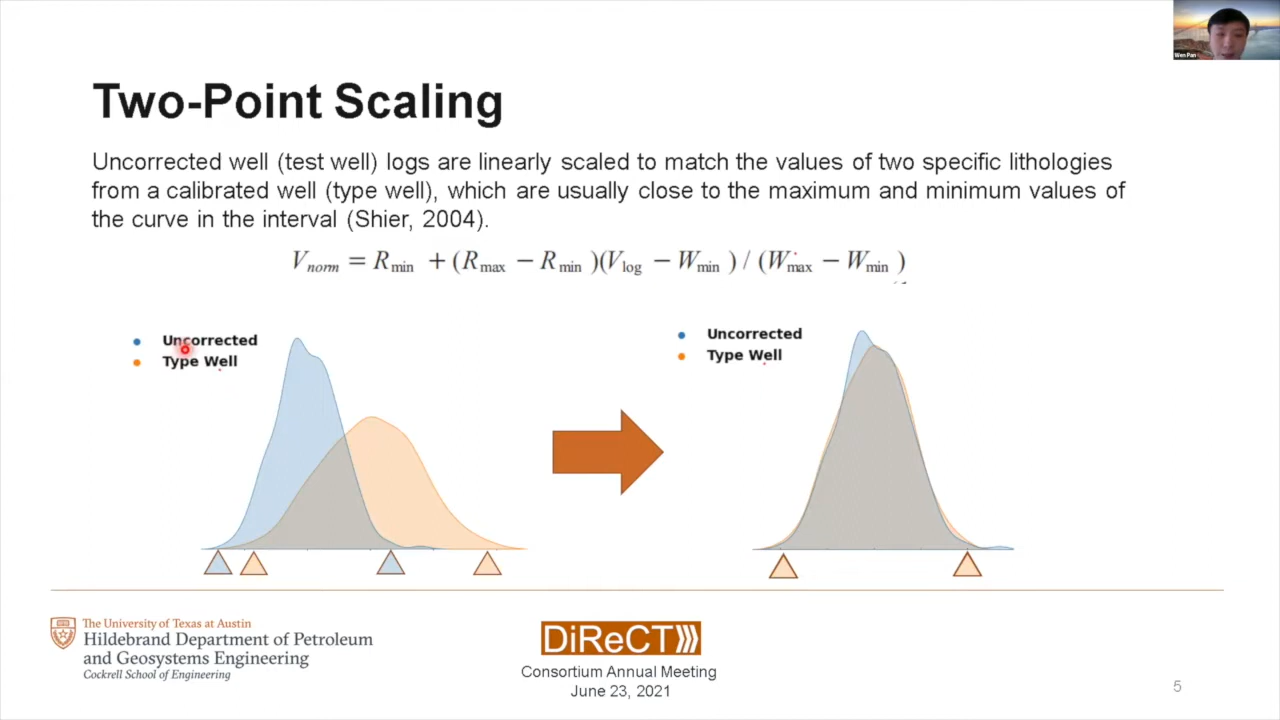 Wen Pan
Two-Point Scaling
Uncorrected well (test well) logs are linearly scaled to match the values of two specific lithologies
from a calibrated well (type well), which are usually close to the maximum and minimum values of
the curve in the interval (Shier, 2004).
V_norm = R_min + (R_max − R_min)(V_log − W_min) / (W_max − W_min)
Uncorrected
Type Well
Uncorrected
Type Well
The University of Texas at Austin
Hildebrand Department of Petroleum
and Geosystems Engineering
Cockrell School of Engineering
DiReCT
Consortium Annual Meeting
June 23, 2021
5